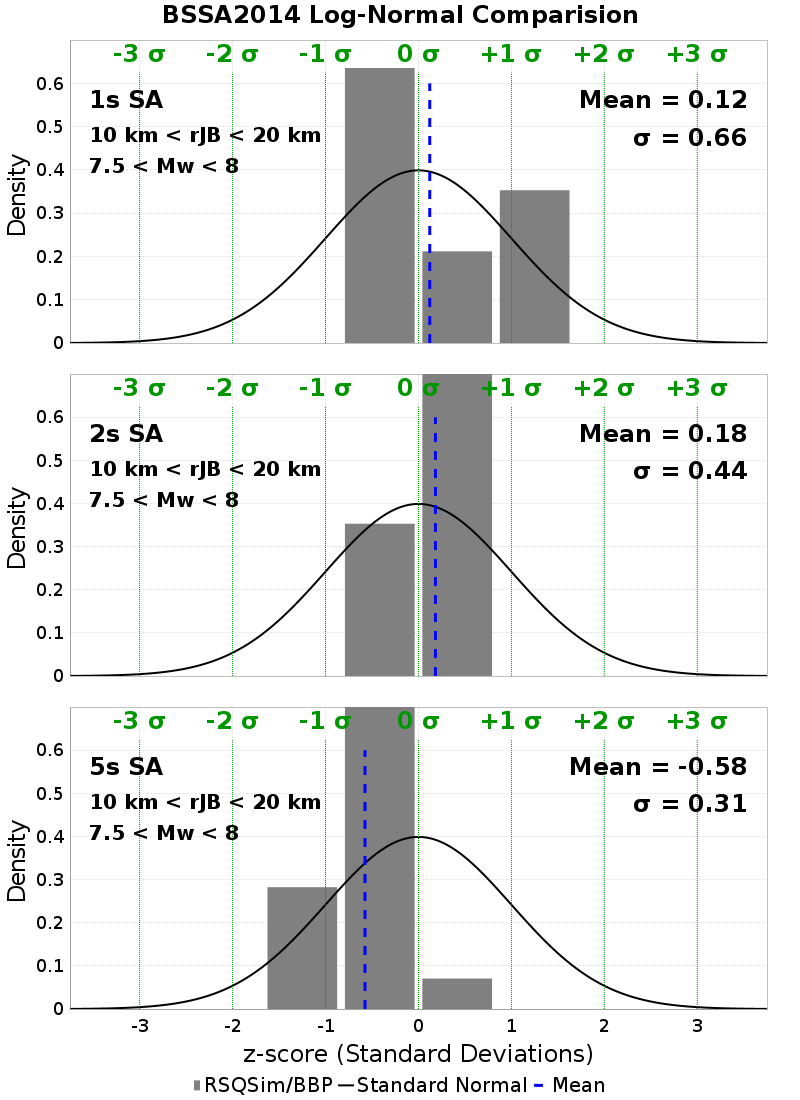 BSSA2014 Log-Normal Comparision
-3 σ -2 σ -1 σ 0 σ +1 σ +2 σ +3 σ
1s SA
10 km < rJB < 20 km
7.5 < Mw < 8
Mean = 0.12
σ = 0.66
Density
0.6
0.5
0.4
0.3
0.2
0.1
0
-3 σ -2 σ -1 σ 0 σ +1 σ +2 σ +3 σ
2s SA
10 km < rJB < 20 km
7.5 < Mw < 8
Mean = 0.18
σ = 0.44
Density
0.6
0.5
0.4
0.3
0.2
0.1
0
-3 σ -2 σ -1 σ 0 σ +1 σ +2 σ +3 σ
5s SA
10 km < rJB < 20 km
7.5 < Mw < 8
Mean = -0.58
σ = 0.31
Density
0.6
0.5
0.4
0.3
0.2
0.1
0
-3 -2 -1 0 1 2 3
z-score (Standard Deviations)
RSQSim/BBP Standard Normal Mean